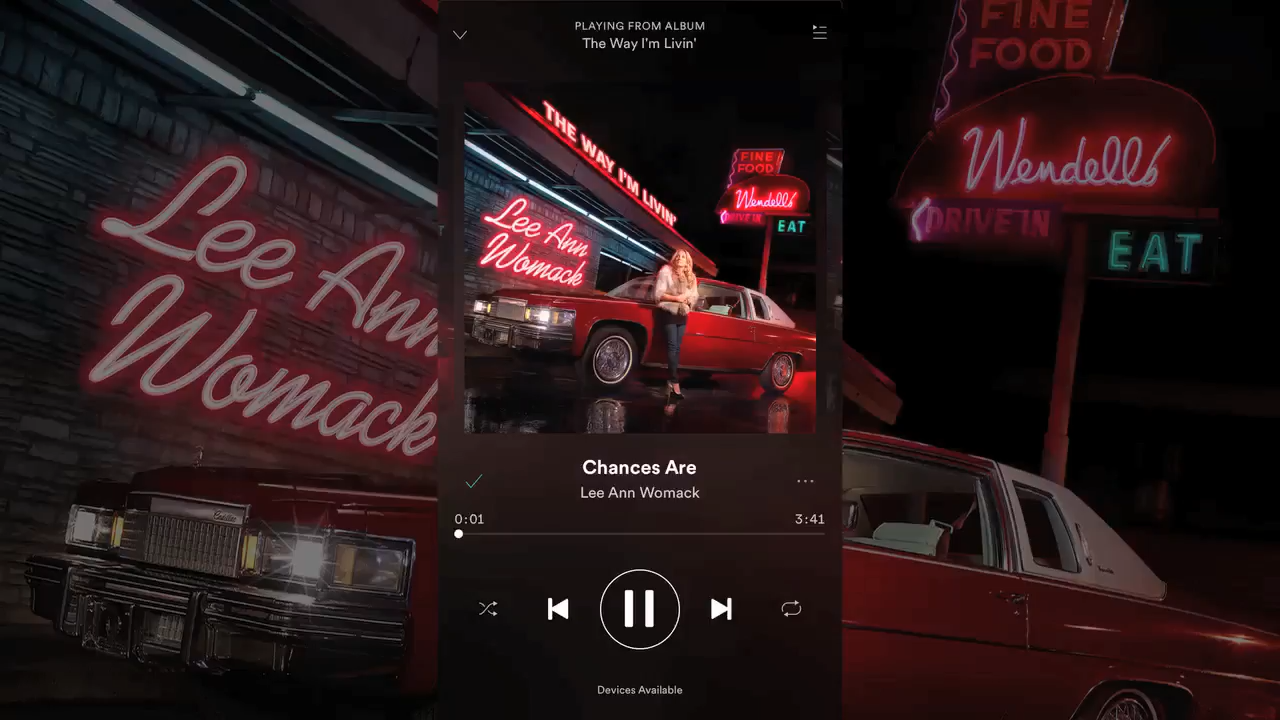 PLAYING FROM ALBUM
The Way I'm Livin'
THE WAY I'M LIVIN'
FINE
FOOD
Wendell's
DRIVE IN
EAT
Lee Ann
Womack
Chances Are
Lee Ann Womack
0:01
3:41
Devices Available
Lee Ann
Womack
Cadillac
FINE
FOOD
Wendell's
DRIVE IN
EAT